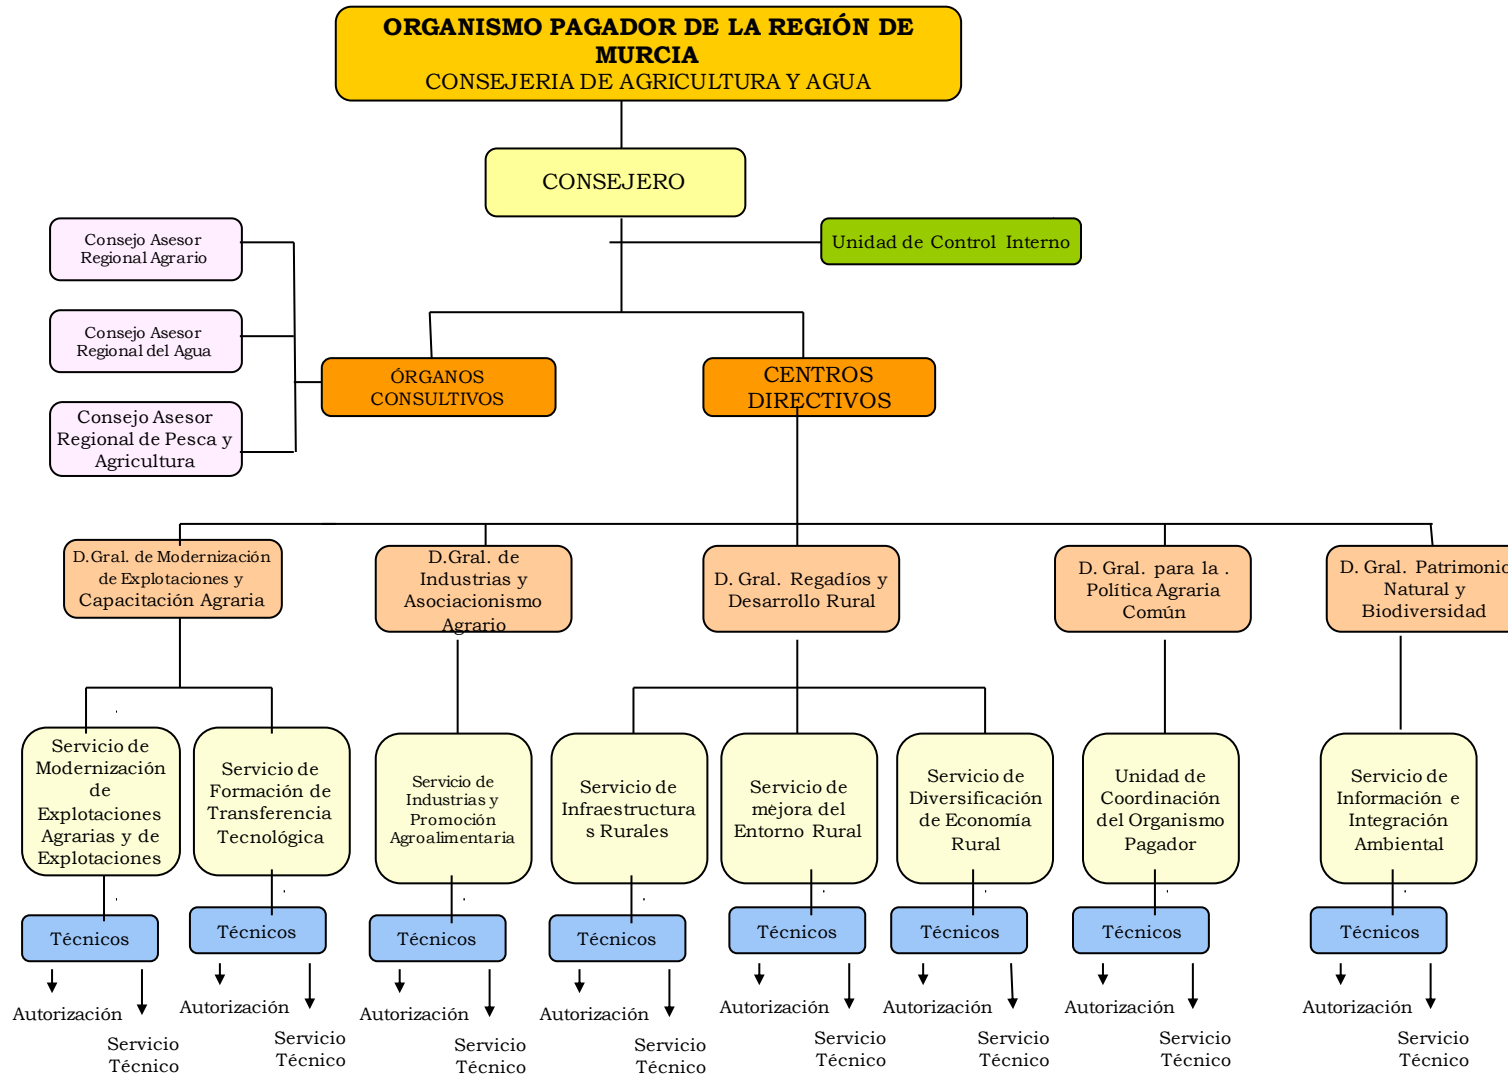 ORGANISMO PAGADOR DE LA REGIÓN DE
MURCIA
CONSEJERIA DE AGRICULTURA Y AGUA
CONSEJERO
Unidad de Control Interno
Consejo Asesor
Regional Agrario
Consejo Asesor
Regional del Agua
Consejo Asesor
Regional de Pesca y
Agricultura
ÓRGANOS
CONSULTIVOS
CENTROS
DIRECTIVOS
D.Gral. de Modernización
de Explotaciones y
Capacitación Agraria
D.Gral. de
Industrias y
Asociacionismo
Agrario
D. Gral. Regadíos y
Desarrollo Rural
D. Gral. para la .
Política Agraria
Común
D. Gral. Patrimonio
Natural y
Biodiversidad
Servicio de
Modernización
de
Explotaciones
Agrarias y de
Explotaciones
Servicio de
Formación de
Transferencia
Tecnológica
Servicio de
Industrias y
Promoción
Agroalimentaria
Servicio de
Infraestructura
s Rurales
Servicio de
mejora del
Entorno Rural
Servicio de
Diversificación
de Economía
Rural
Unidad de
Coordinación
del Organismo
Pagador
Servicio de
Información e
Integración
Ambiental
Técnicos
Técnicos
Técnicos
Técnicos
Técnicos
Técnicos
Técnicos
Técnicos
Autorización
Servicio
Técnico
Autorización
Servicio
Técnico
Autorización
Servicio
Técnico
Autorización
Servicio
Técnico
Autorización
Servicio
Técnico
Autorización
Servicio
Técnico
Autorización
Servicio
Técnico
Autorización
Servicio
Técnico